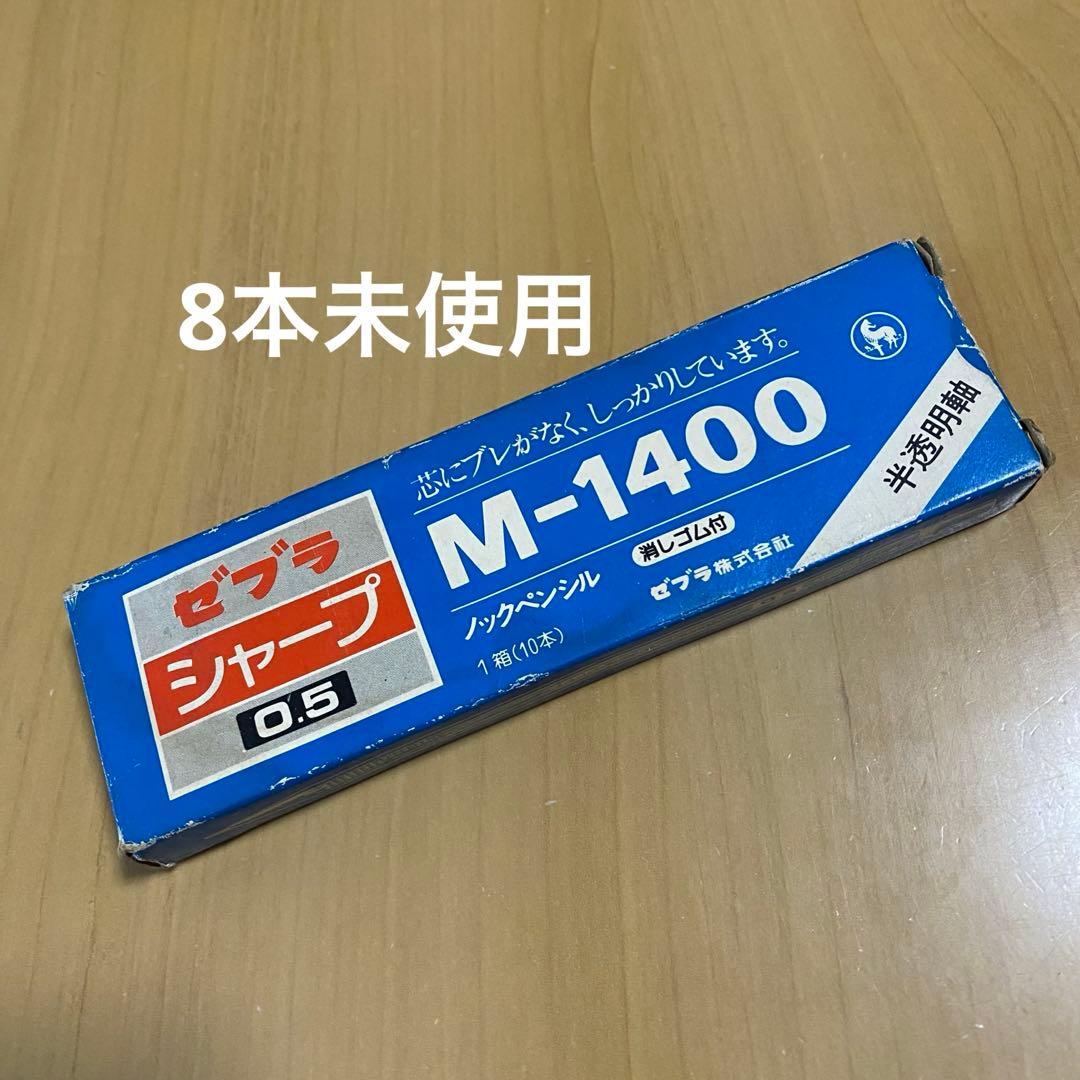 8本未使用
芯にブレがなく、しっかりしています。
M-1400
ノックペンシル
消しゴム付
1箱(10本)
ゼブラ株式会社
半透明軸
ゼブラ
シャープ
0.5